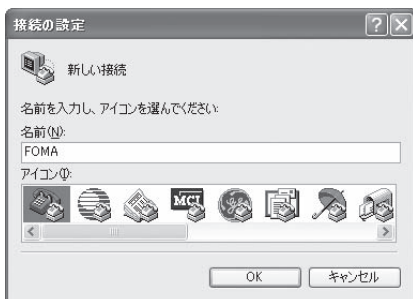 接続の設定
新しい接続
名前を入力し、アイコンを選んでください:
名前(N):
FOMA
アイコン(I):
MCI
OK
キャンセル